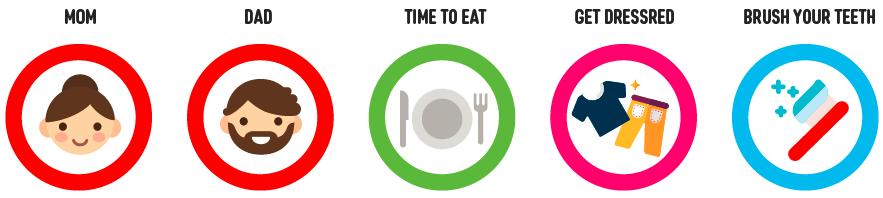 MOM
DAD
TIME TO EAT
GET DRESSRED
BRUSH YOUR TEETH